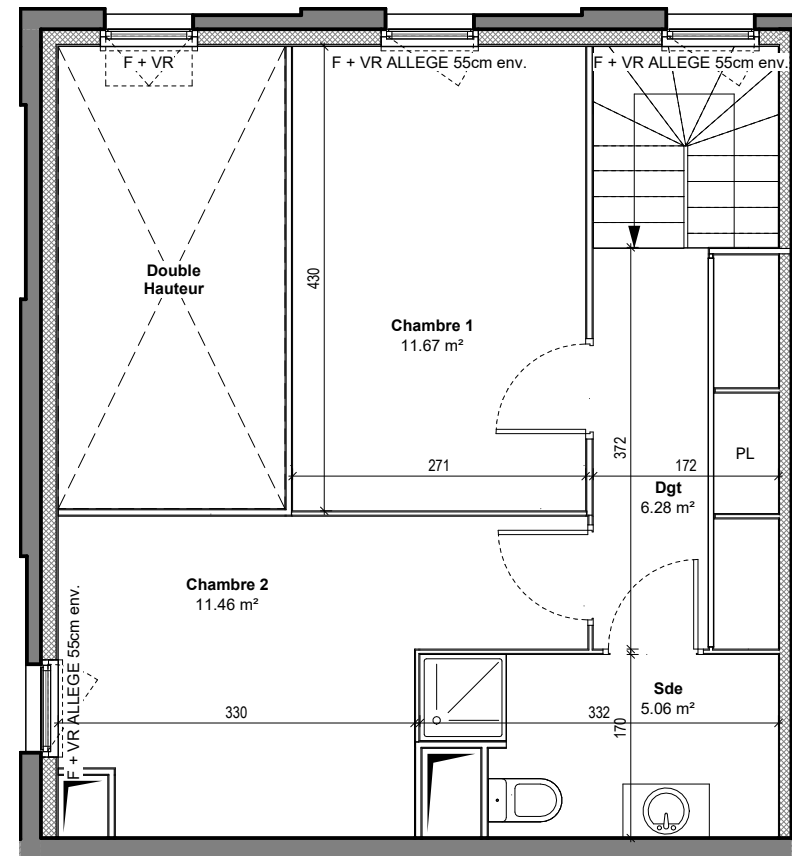 F + VR
F + VR ALLEGE 55cm env.
F + VR ALLEGE 55cm env.
Double
Hauteur
430
Chambre 1
11.67 m²
271
372
172
PL
Dgt
6.28 m²
Chambre 2
11.46 m²
F + VR ALLEGE 55cm env.
330
332
170
Sde
5.06 m²